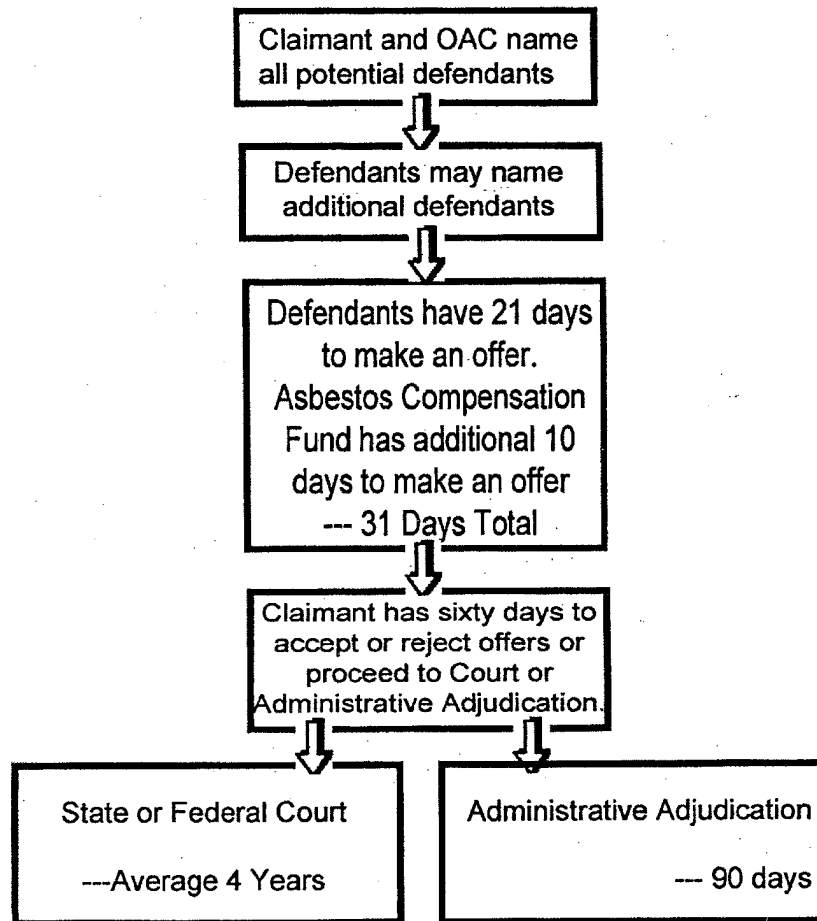 Claimant and OAC name
all potential defendants
Defendants may name
additional defendants
Defendants have 21 days
to make an offer.
Asbestos Compensation
Fund has additional 10
days to make an offer
--- 31 Days Total
Claimant has sixty days to
accept or reject offers or
proceed to Court or
Administrative Adjudication.
State or Federal Court
---Average 4 Years
Administrative Adjudication
--- 90 days